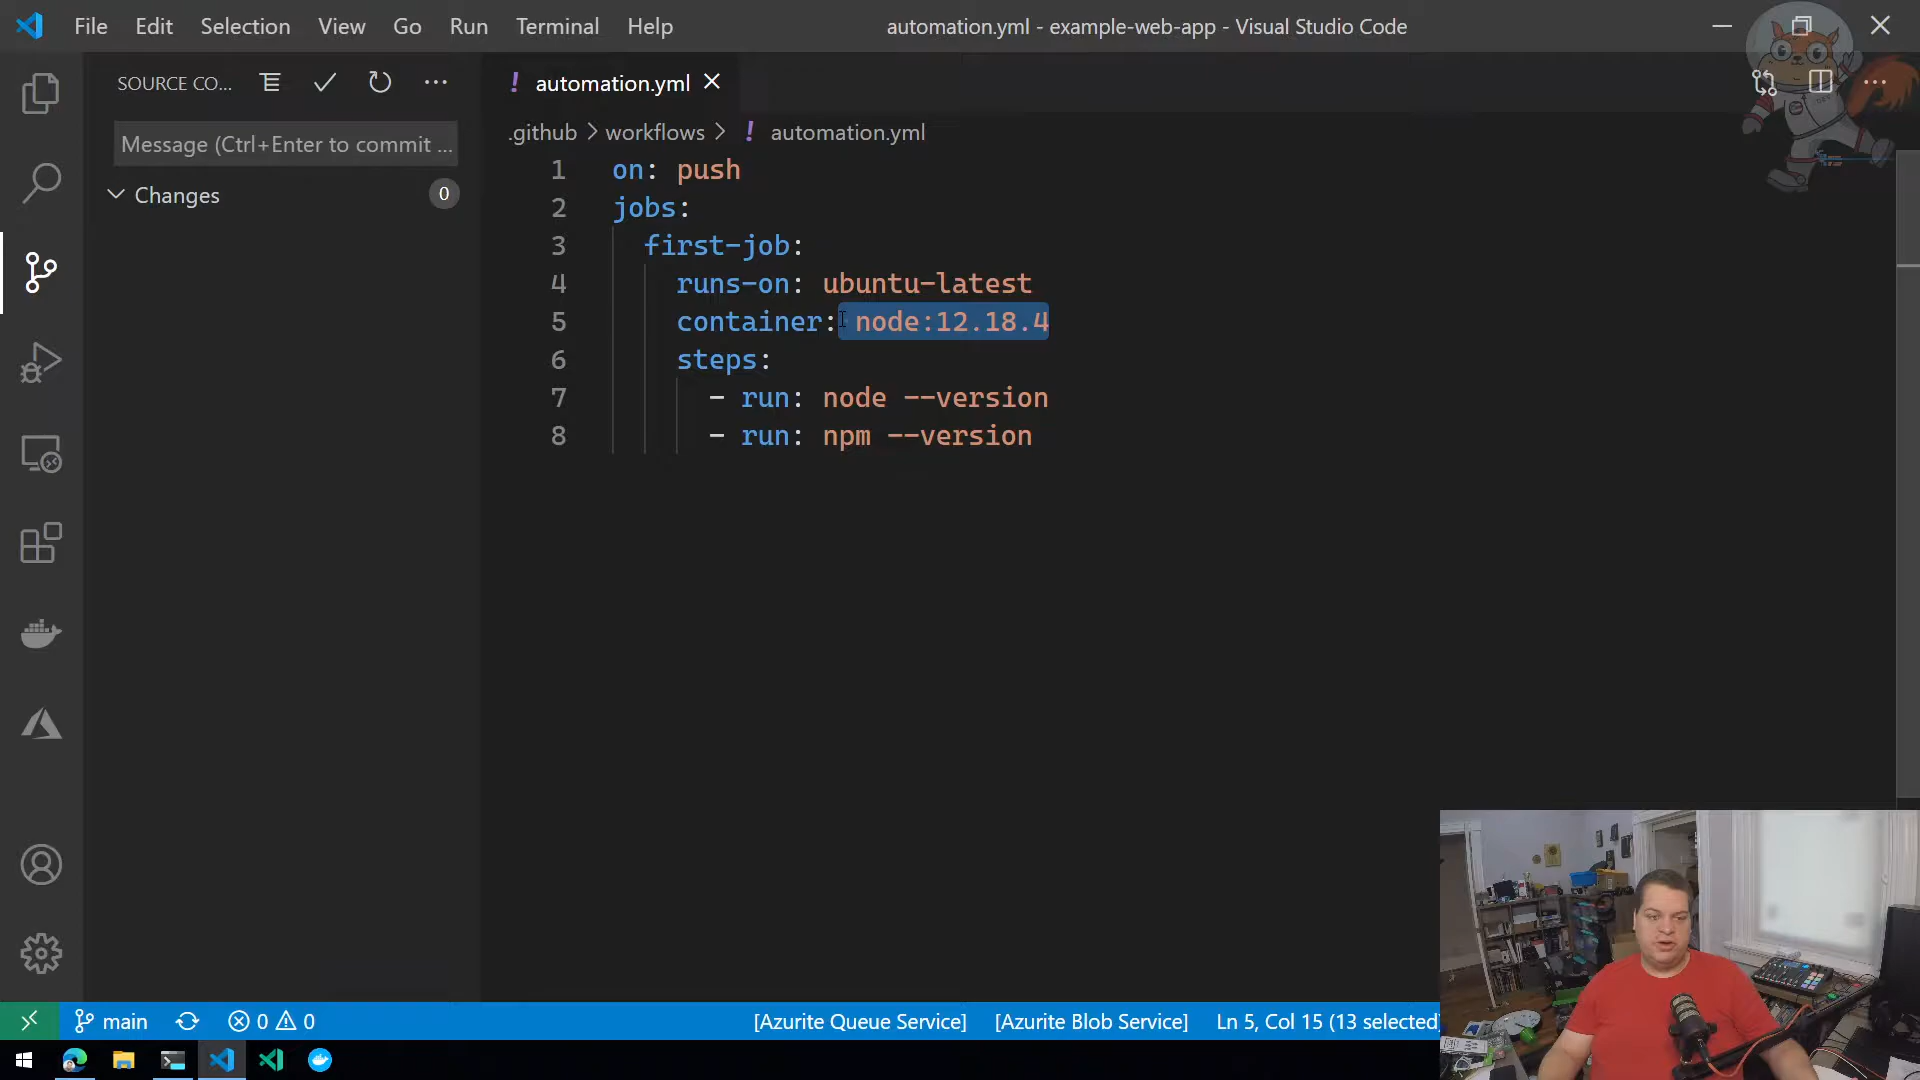 File Edit Selection View Go Run Terminal Help
automation.yml - example-web-app - Visual Studio Code
SOURCE CO...
Message (Ctrl+Enter to commit ...
Changes 0
automation.yml
.github > workflows > ! automation.yml
1 on: push
2 jobs:
3 first-job:
4 runs-on: ubuntu-latest
5 container: node:12.18.4
6 steps:
7 - run: node --version
8 - run: npm --version
main 0 0 [Azurite Queue Service] [Azurite Blob Service] Ln 5, Col 15 (13 selected)